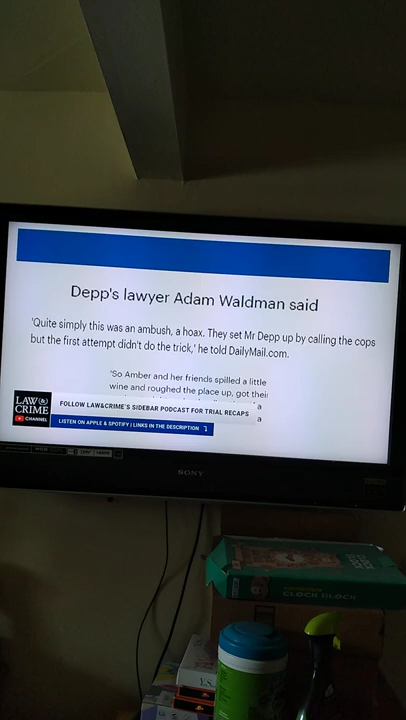 Depp's lawyer Adam Waldman said
'Quite simply this was an ambush, a hoax. They set Mr Depp up by calling the cops
but the first attempt didn't do the trick,' he told DailyMail.com.
'So Amber and her friends spilled a little
wine and roughed the place up, got their
a
LAW&
CRIME
CHANNEL
FOLLOW LAW&CRIME'S SIDEBAR PODCAST FOR TRIAL RECAPS
a
LISTEN ON APPLE & SPOTIFY | LINKS IN THE DESCRIPTION
SONY
CLOCK BLOCK
Y.S.